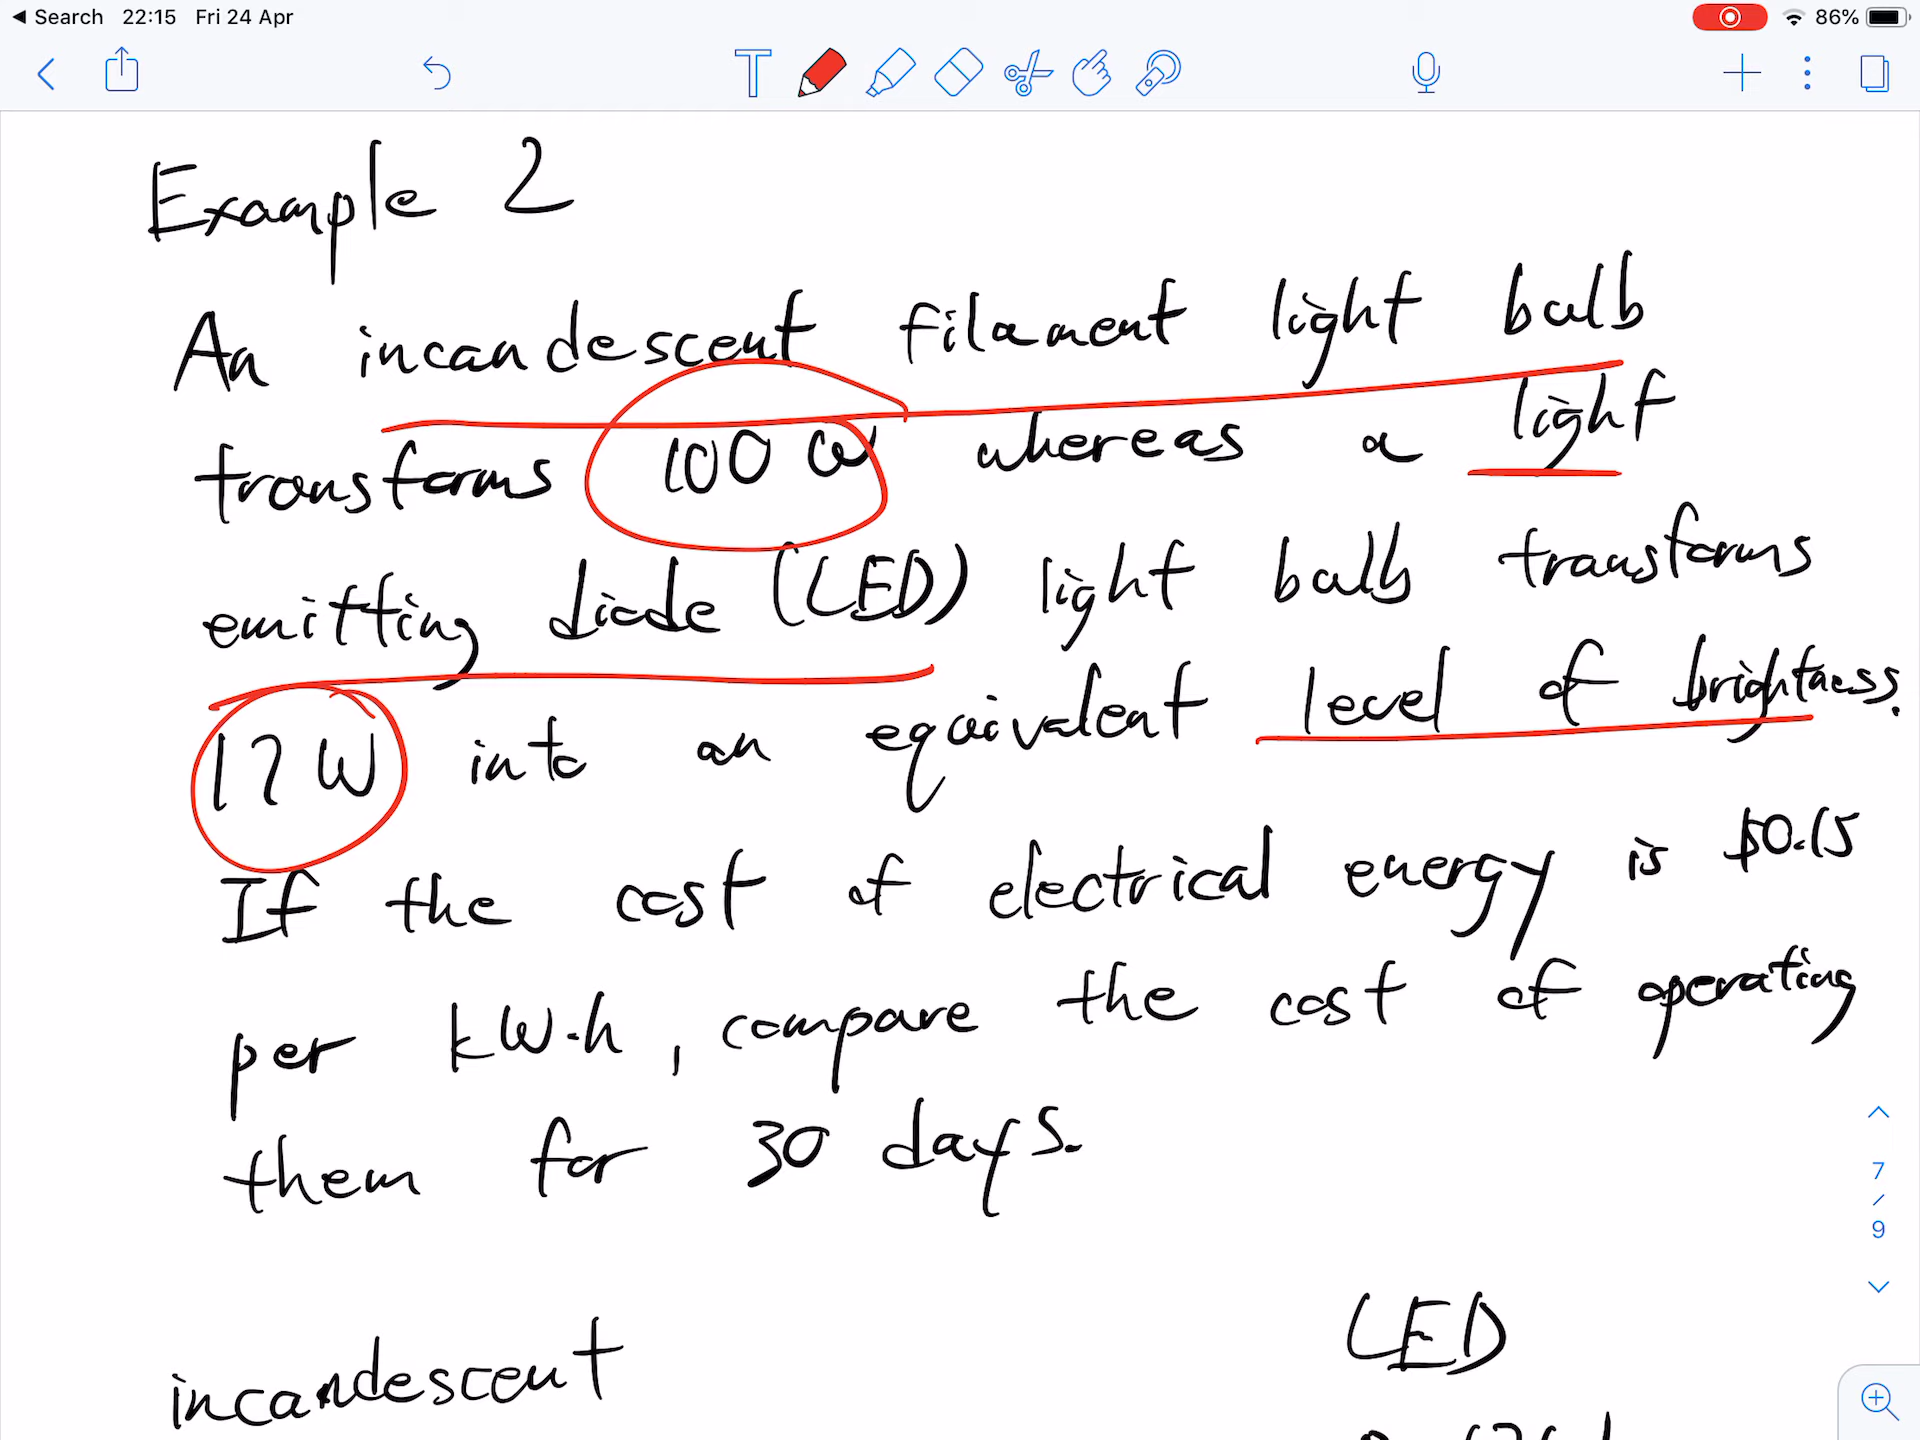 Search 22:15 Fri 24 Apr 86%
Example 2
An incandescent filament light bulb
transforms 100 W whereas a light
emitting diode (LED) light bulb transforms
17 W into an equivalent level of brightness.
If the cost of electrical energy is $0.15
per kW·h, compare the cost of operating
them for 30 days.
7 / 9
incandescent LED